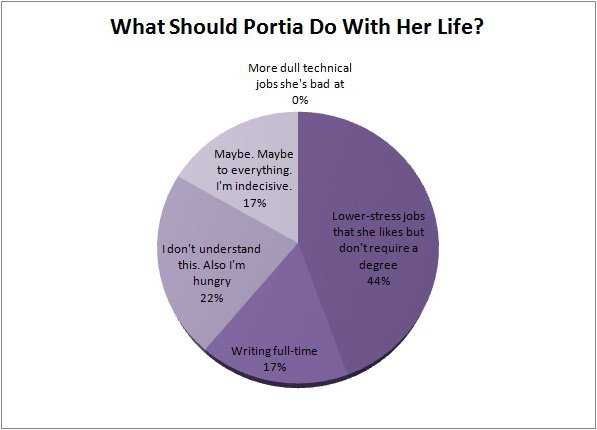 What Should Portia Do With Her Life?
More dull technical
jobs she's bad at
0%
Maybe. Maybe
to everything.
I'm indecisive.
17%
Lower-stress jobs
that she likes but
don't require a
degree
44%
I don't understand
this. Also I'm
hungry
22%
Writing full-time
17%